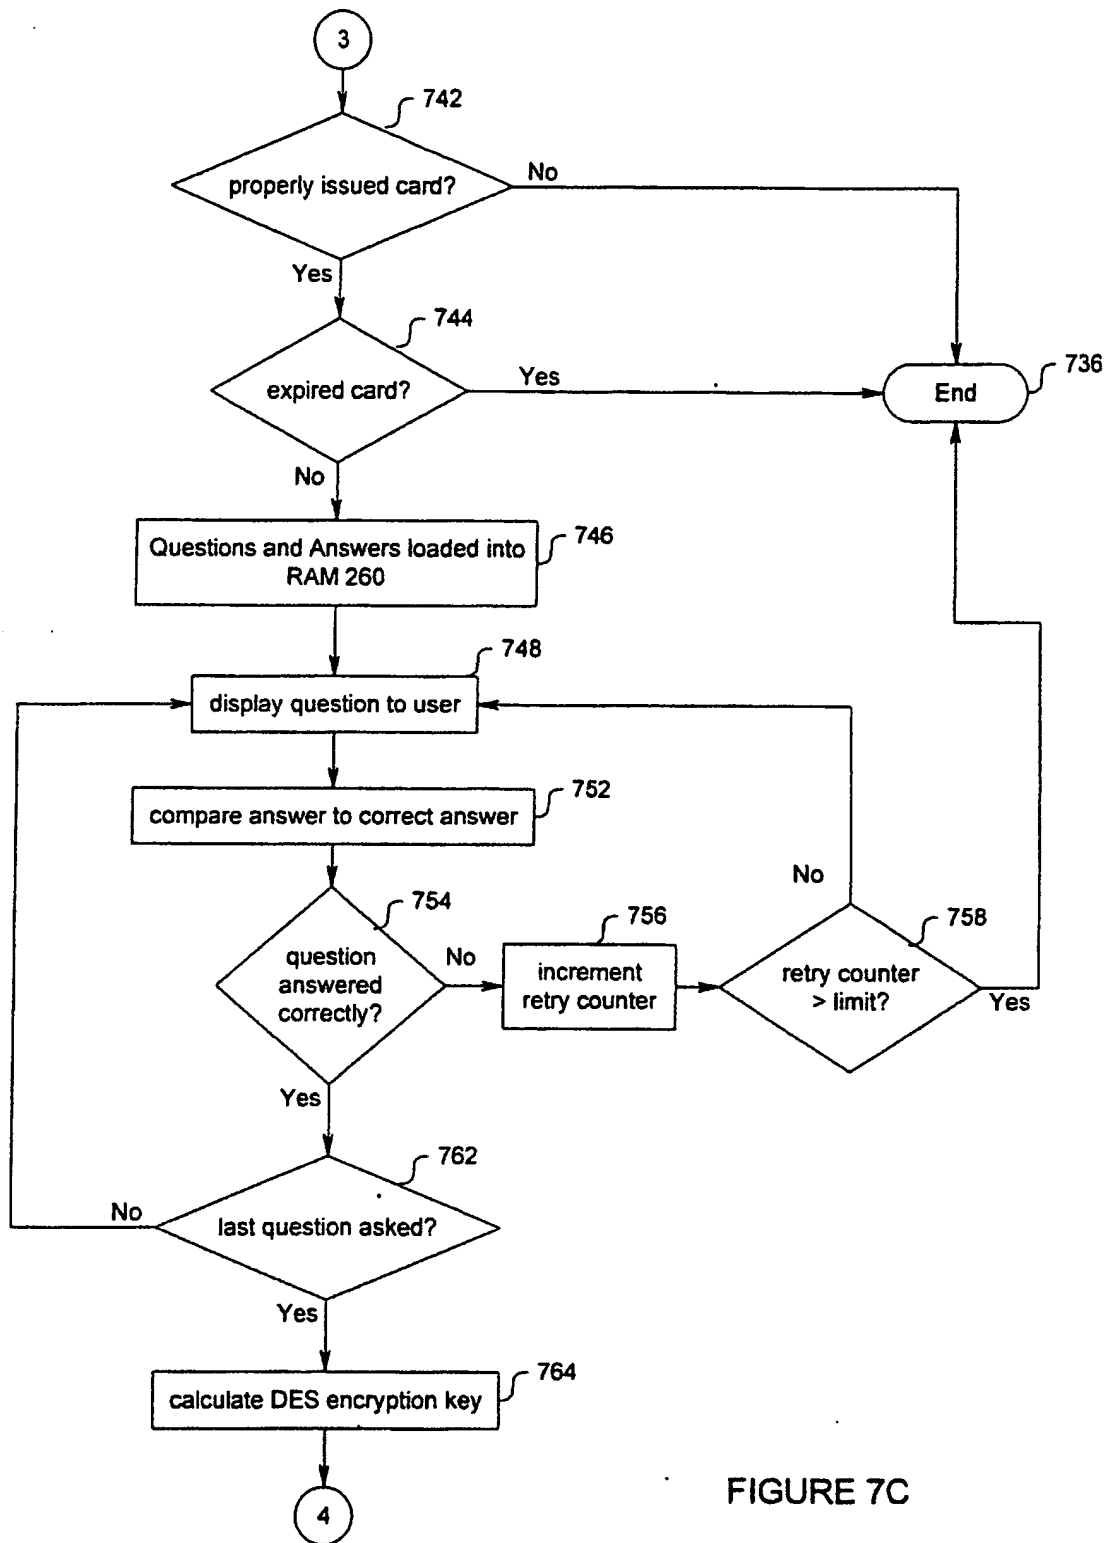 3
742
properly issued card?
No
Yes
744
expired card?
Yes
End
736
No
Questions and Answers loaded into
RAM 260
746
748
display question to user
752
compare answer to correct answer
754
question
answered
correctly?
No
756
increment
retry counter
No
758
retry counter
> limit?
Yes
Yes
762
No
last question asked?
Yes
764
calculate DES encryption key
4
FIGURE 7C